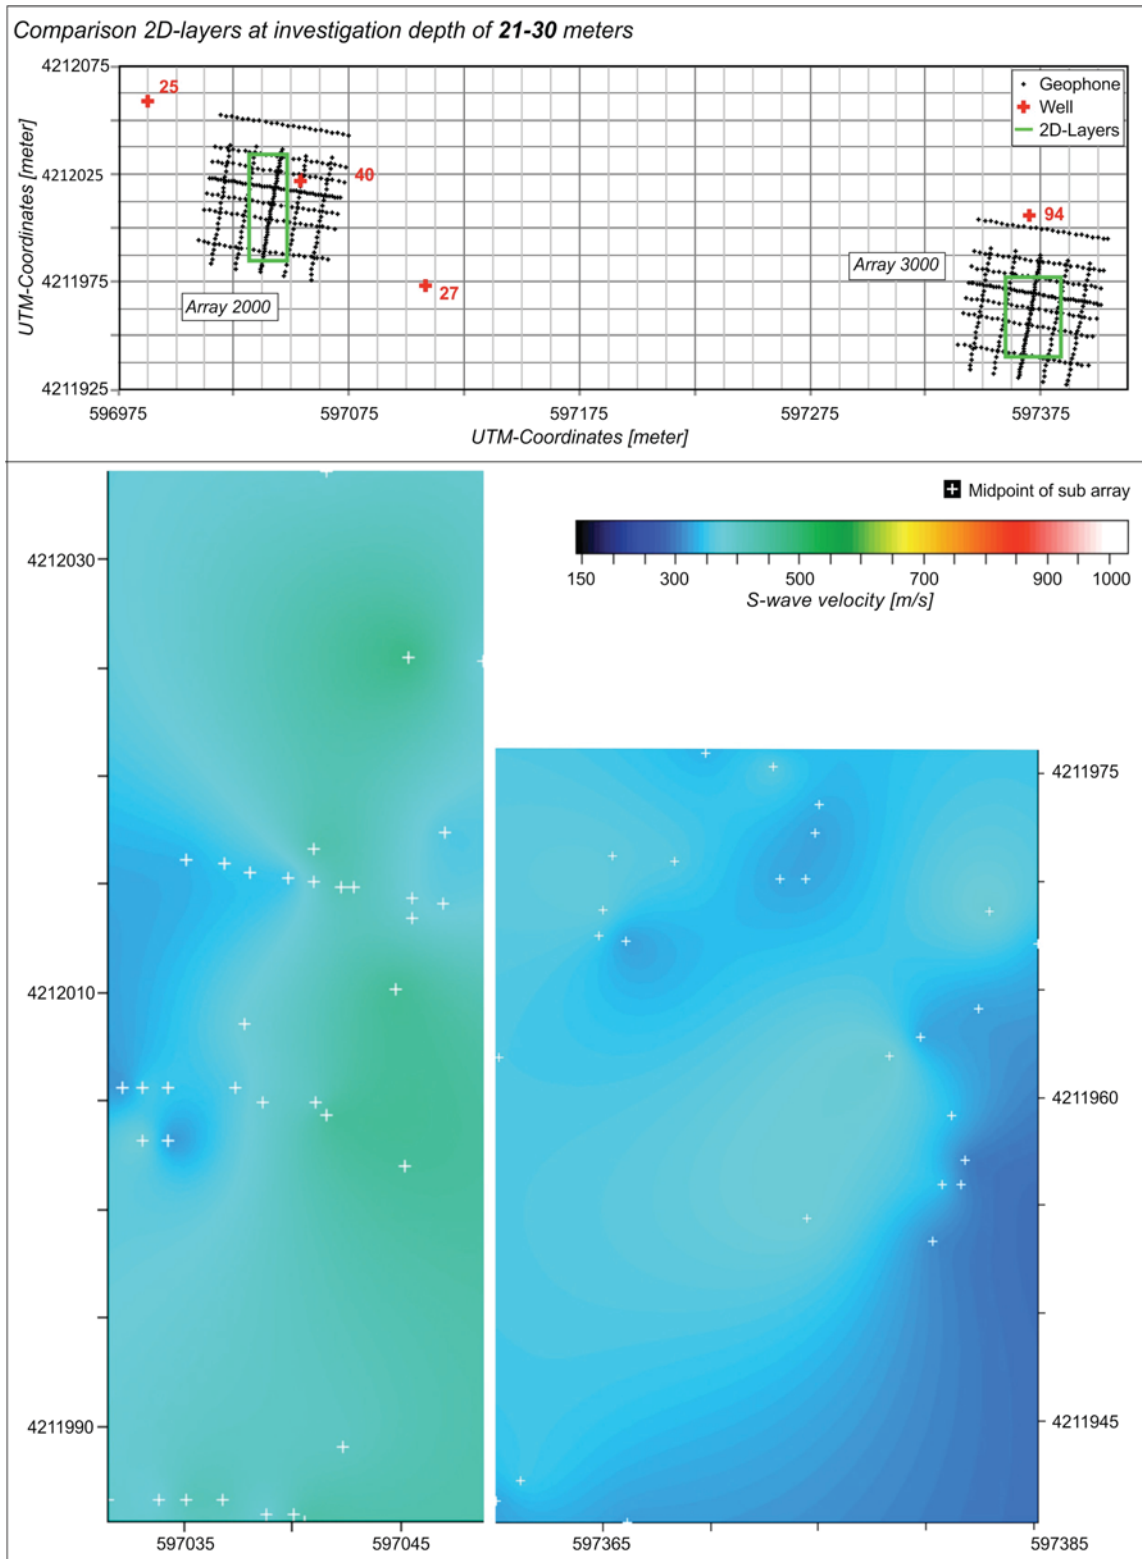 Comparison 2D-layers at investigation depth of 21-30 meters
4212075
4212025
4211975
4211925
UTM-Coordinates [meter]
25
40
27
94
Array 2000
Array 3000
Geophone
Well
2D-Layers
596975
597075
597175
597275
597375
UTM-Coordinates [meter]
Midpoint of sub array
150
300
500
700
900
1000
S-wave velocity [m/s]
4212030
4212010
4211990
597035
597045
4211975
4211960
4211945
597365
597385